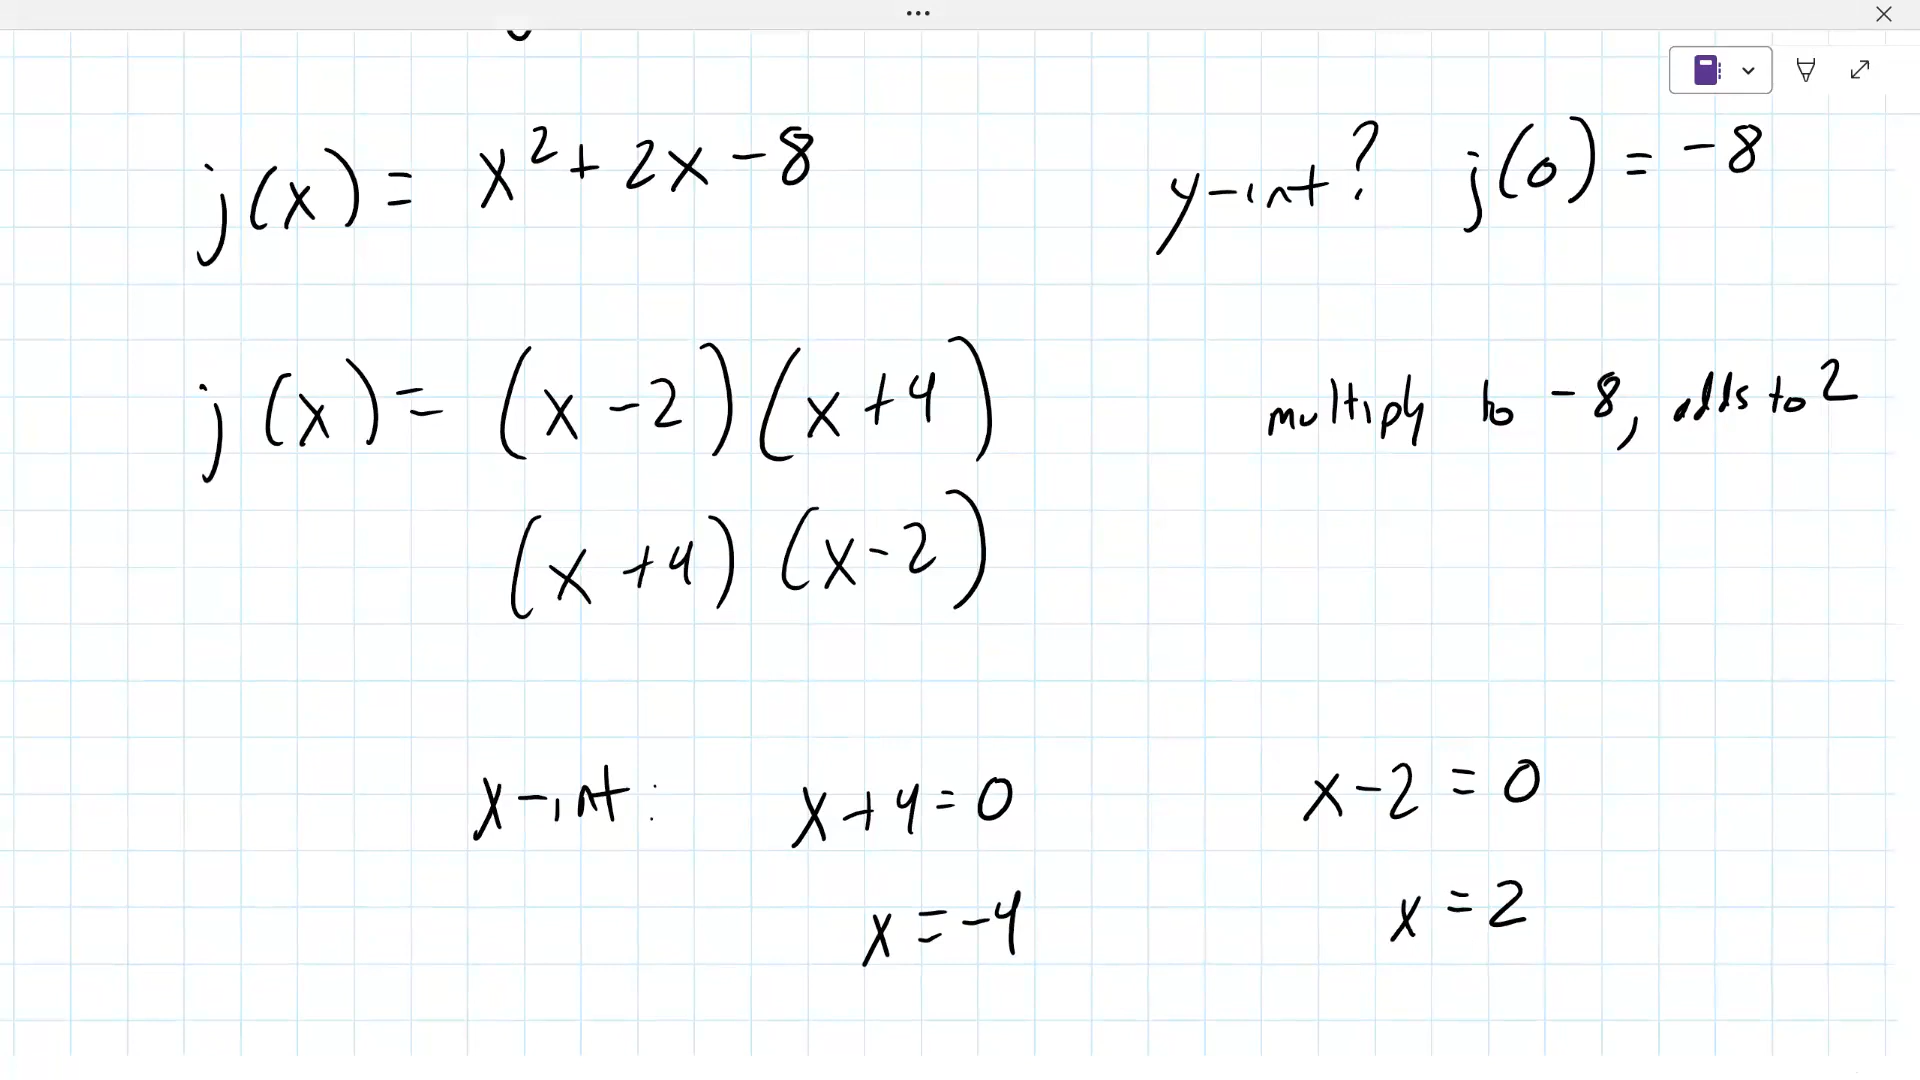 j(x) = x² + 2x - 8
y-int? j(0) = -8
j(x) = (x - 2)(x + 4)
multiply to -8, adds to 2
(x + 4) (x - 2)
x-int: x + 4 = 0
x - 2 = 0
x = -4
x = 2